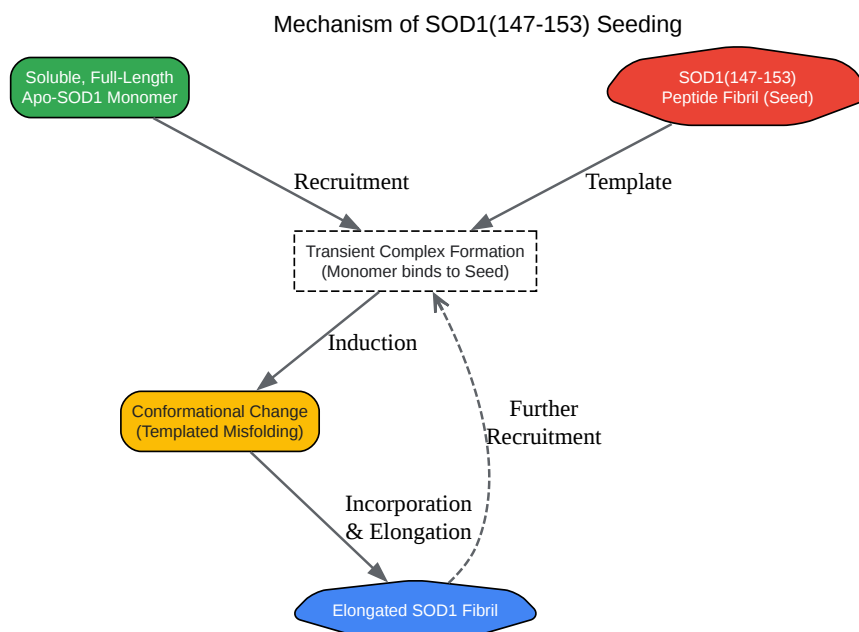 Mechanism of SOD1(147-153) Seeding
Soluble, Full-Length
Apo-SOD1 Monomer
SOD1(147-153)
Peptide Fibril (Seed)
Recruitment
Template
Transient Complex Formation
(Monomer binds to Seed)
Induction
Conformational Change
(Templated Misfolding)
Further
Recruitment
Incorporation
& Elongation
Elongated SOD1 Fibril